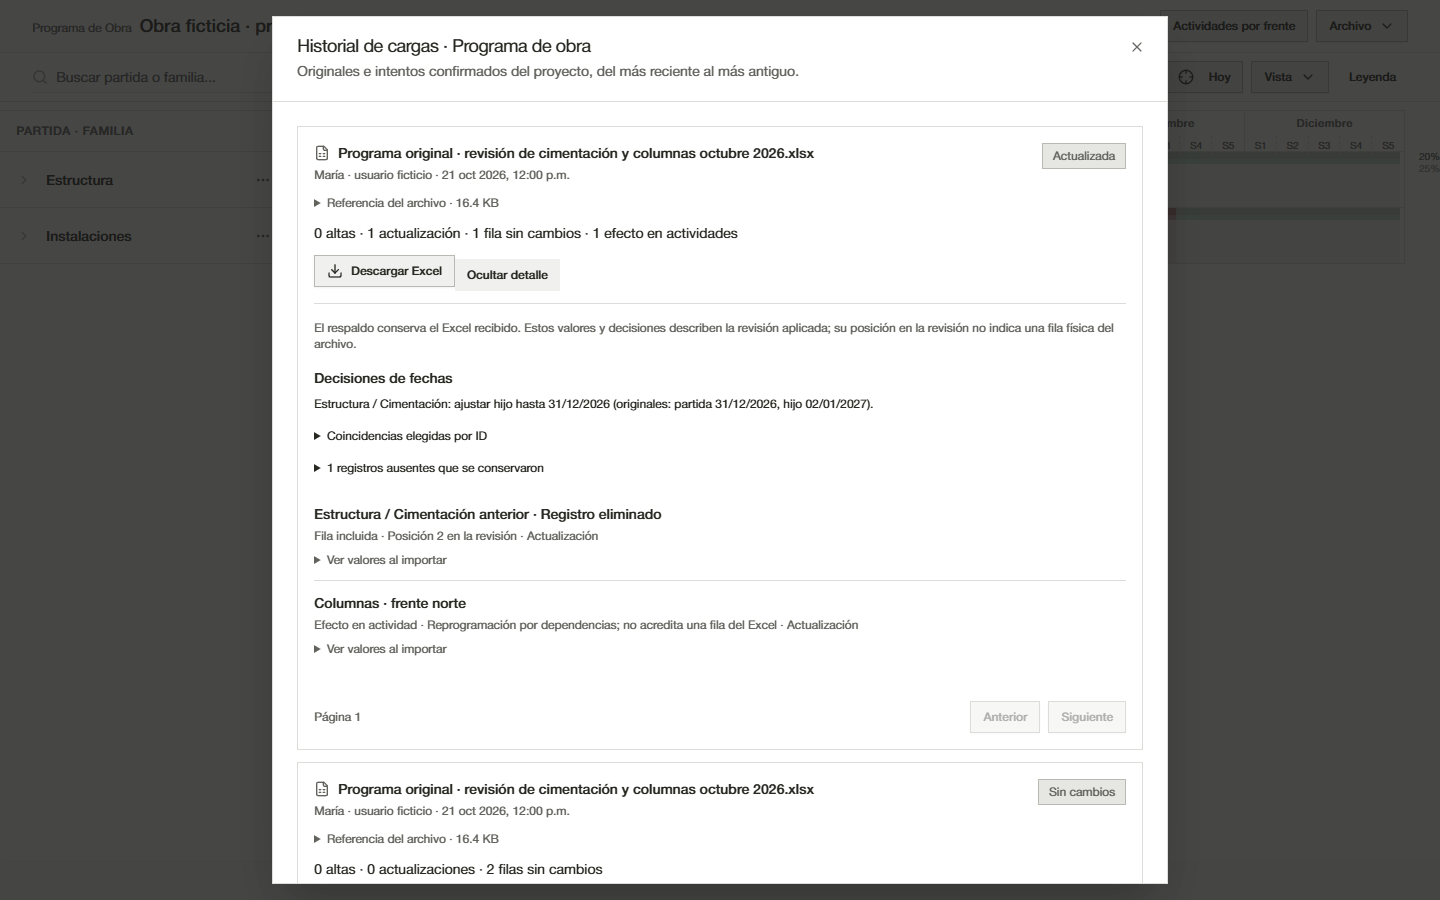 Programa de Obra Obra ficticia · pr
Actividades por frente
Archivo
Buscar partida o familia...
Hoy
Vista
Leyenda
PARTIDA · FAMILIA
mbre
Diciembre
S4 S5 S1 S2 S3 S4 S5
Estructura
20%
25%
Instalaciones
Historial de cargas · Programa de obra
Originales e intentos confirmados del proyecto, del más reciente al más antiguo.
Programa original · revisión de cimentación y columnas octubre 2026.xlsx
Actualizada
María · usuario ficticio · 21 oct 2026, 12:00 p.m.
Referencia del archivo · 16.4 KB
0 altas · 1 actualización · 1 fila sin cambios · 1 efecto en actividades
Descargar Excel
Ocultar detalle
El respaldo conserva el Excel recibido. Estos valores y decisiones describen la revisión aplicada; su posición en la revisión no indica una fila física del
archivo.
Decisiones de fechas
Estructura / Cimentación: ajustar hijo hasta 31/12/2026 (originales: partida 31/12/2026, hijo 02/01/2027).
Coincidencias elegidas por ID
1 registros ausentes que se conservaron
Estructura / Cimentación anterior · Registro eliminado
Fila incluida · Posición 2 en la revisión · Actualización
Ver valores al importar
Columnas · frente norte
Efecto en actividad · Reprogramación por dependencias; no acredita una fila del Excel · Actualización
Ver valores al importar
Página 1
Anterior
Siguiente
Programa original · revisión de cimentación y columnas octubre 2026.xlsx
Sin cambios
María · usuario ficticio · 21 oct 2026, 12:00 p.m.
Referencia del archivo · 16.4 KB
0 altas · 0 actualizaciones · 2 filas sin cambios